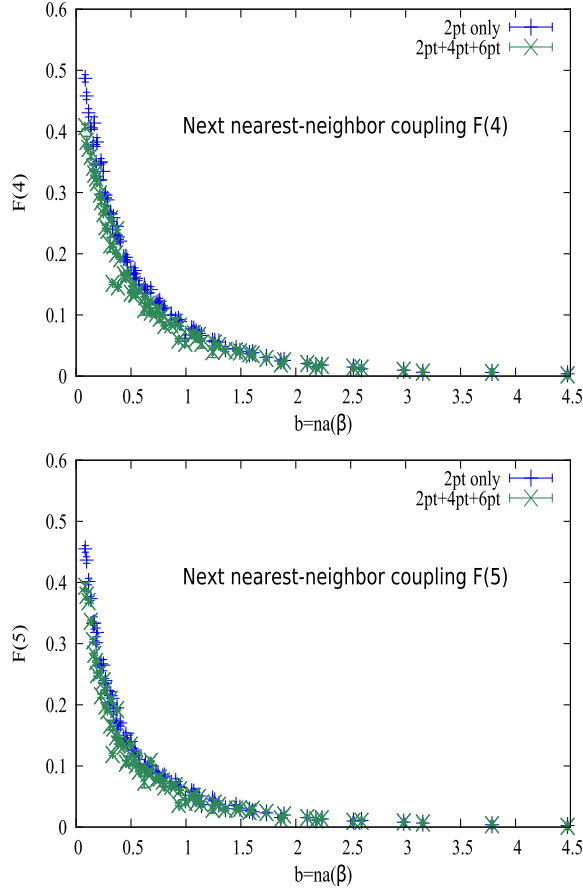 0.6
2pt only
2pt+4pt+6pt
0.5
0.4
Next nearest-neighbor coupling F(4)
F(4)
0.3
0.2
0.1
0
0 0.5 1 1.5 2 2.5 3 3.5 4 4.5
b=na(β)
0.6
2pt only
2pt+4pt+6pt
0.5
Next nearest-neighbor coupling F(5)
0.4
F(5)
0.3
0.2
0.1
0
0 0.5 1 1.5 2 2.5 3 3.5 4 4.5
b=na(β)